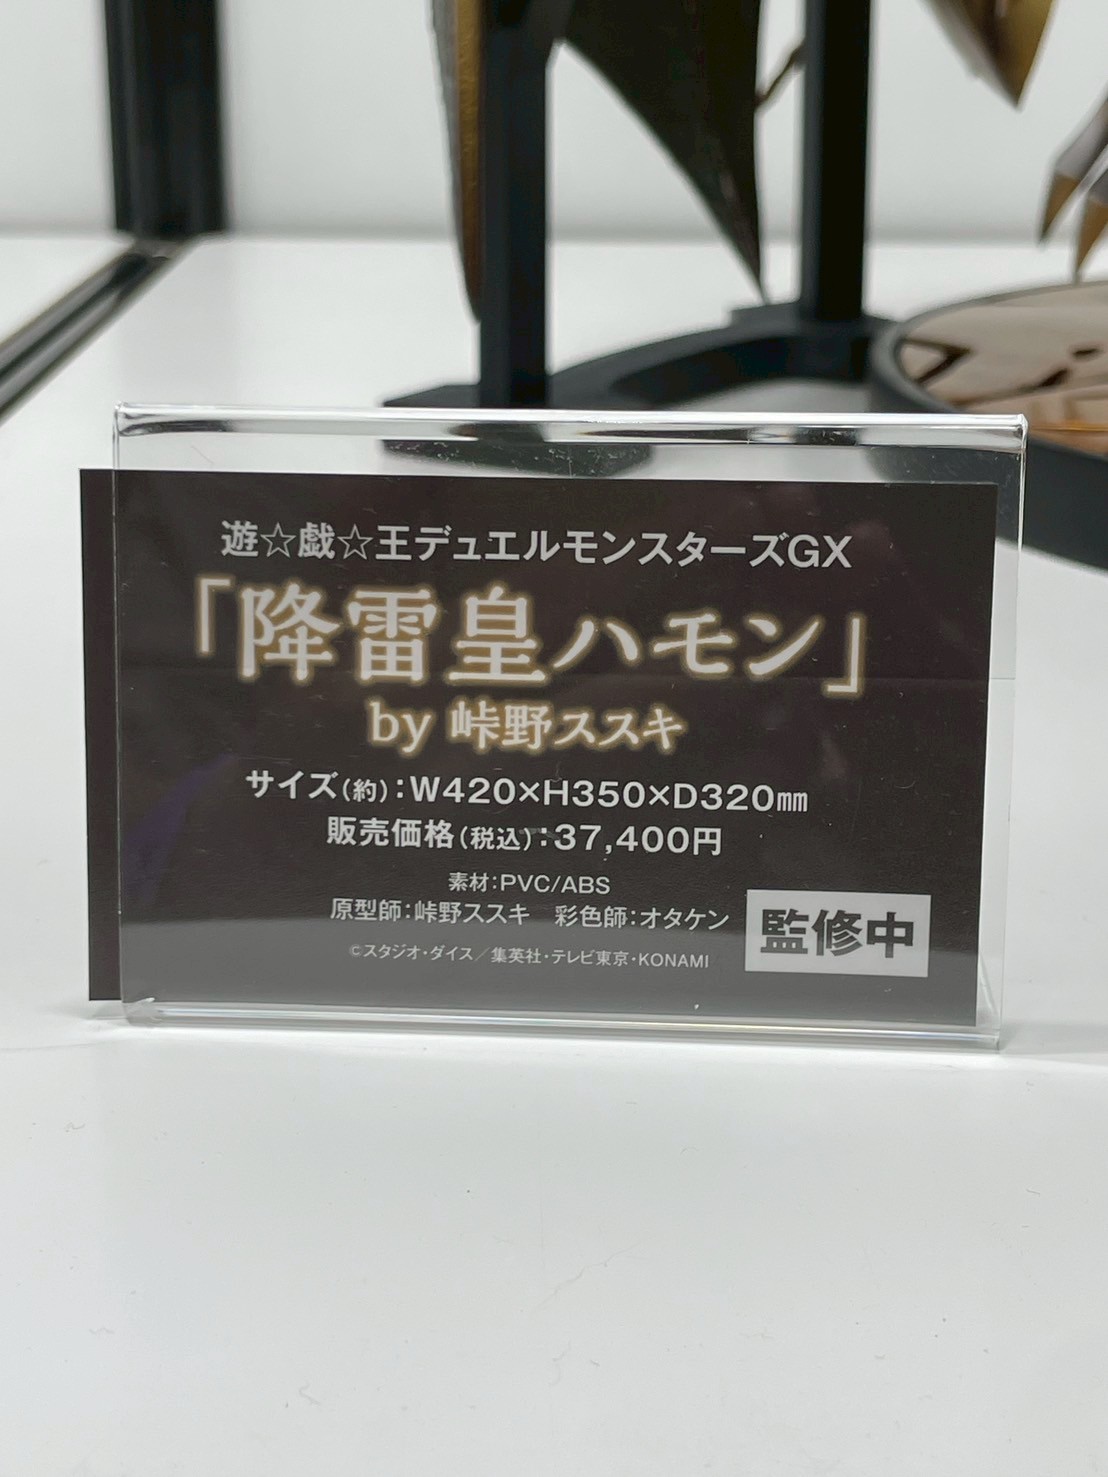 遊☆戯☆王デュエルモンスターズGX
「降雷皇ハモン」
by 峠野ススキ
サイズ(約):W420×H350×D320㎜
販売価格(税込):37,400円
素材:PVC/ABS
原型師:峠野ススキ　彩色師:オタケン
監修中
©スタジオ・ダイス／集英社・テレビ東京・KONAMI